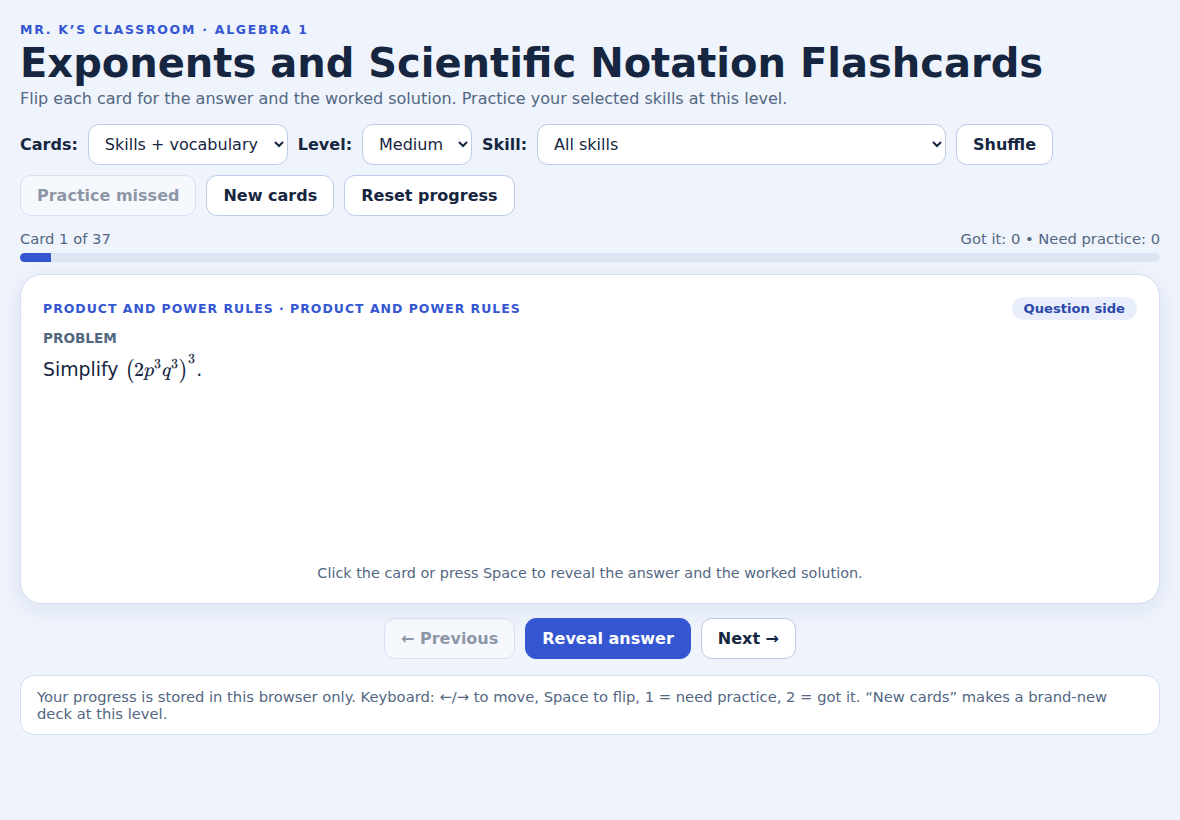 MR. K’S CLASSROOM · ALGEBRA 1
Exponents and Scientific Notation Flashcards
Flip each card for the answer and the worked solution. Practice your selected skills at this level.
Cards: Skills + vocabulary Level: Medium Skill: All skills Shuffle
Practice missed New cards Reset progress
Card 1 of 37 Got it: 0 • Need practice: 0
PRODUCT AND POWER RULES · PRODUCT AND POWER RULES Question side
PROBLEM
Simplify (2p³q³)³.
Click the card or press Space to reveal the answer and the worked solution.
← Previous Reveal answer Next →
Your progress is stored in this browser only. Keyboard: ←/→ to move, Space to flip, 1 = need practice, 2 = got it. “New cards” makes a brand-new
deck at this level.